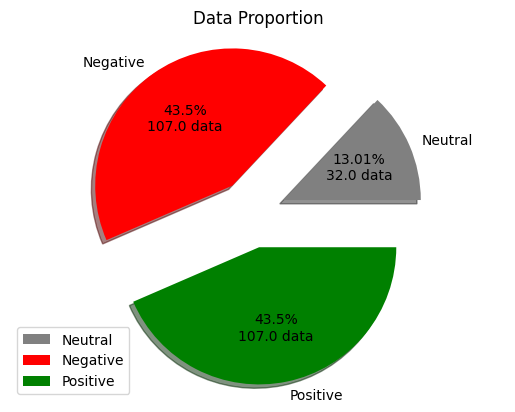 Data Proportion
Negative
43.5%
107.0 data
Neutral
13.01%
32.0 data
43.5%
107.0 data
Positive
Neutral
Negative
Positive